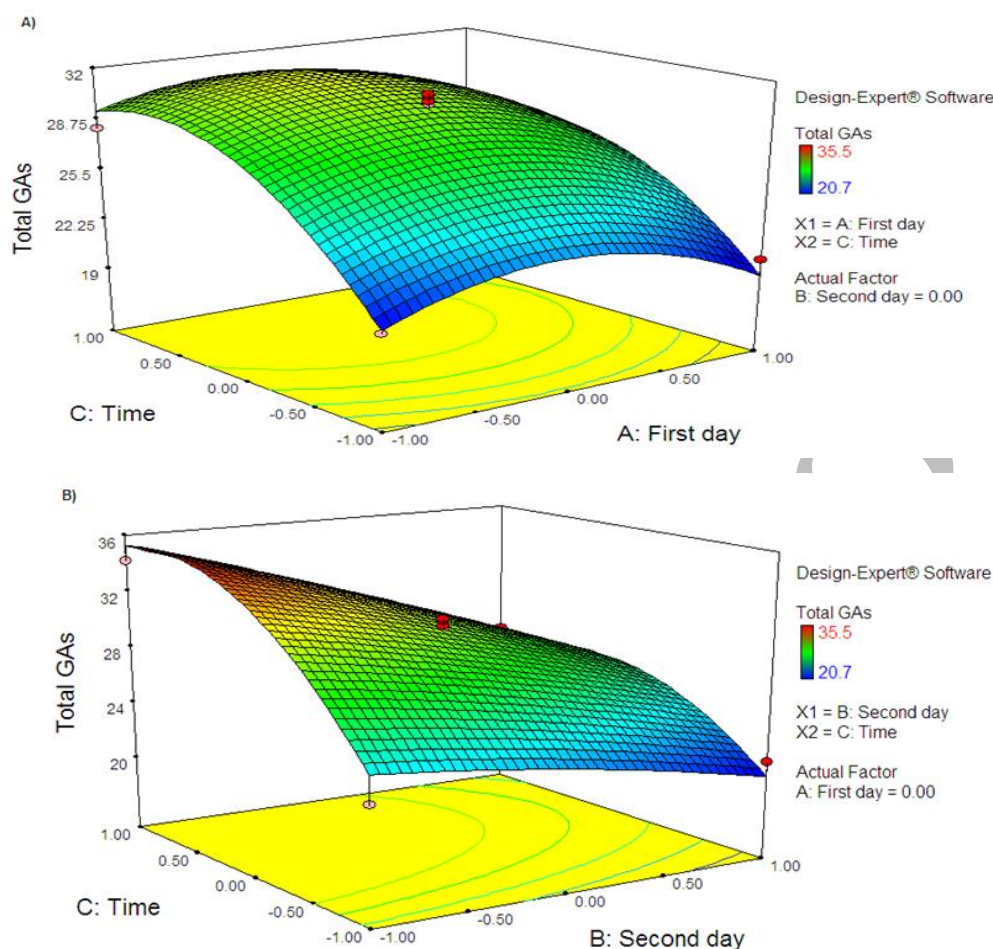 A)
32
28.75
25.5
22.25
19
Total GAs
1.00
0.50
0.00
-0.50
-1.00
C: Time
-1.00
-0.50
0.00
0.50
1.00
A: First day
Design-Expert® Software
Total GAs
35.5
20.7
X1 = A: First day
X2 = C: Time
Actual Factor
B: Second day = 0.00
B)
36
32
28
24
20
Total GAs
1.00
0.50
0.00
-0.50
-1.00
C: Time
-1.00
-0.50
0.00
0.50
1.00
B: Second day
Design-Expert® Software
Total GAs
35.5
20.7
X1 = B: Second day
X2 = C: Time
Actual Factor
A: First day = 0.00